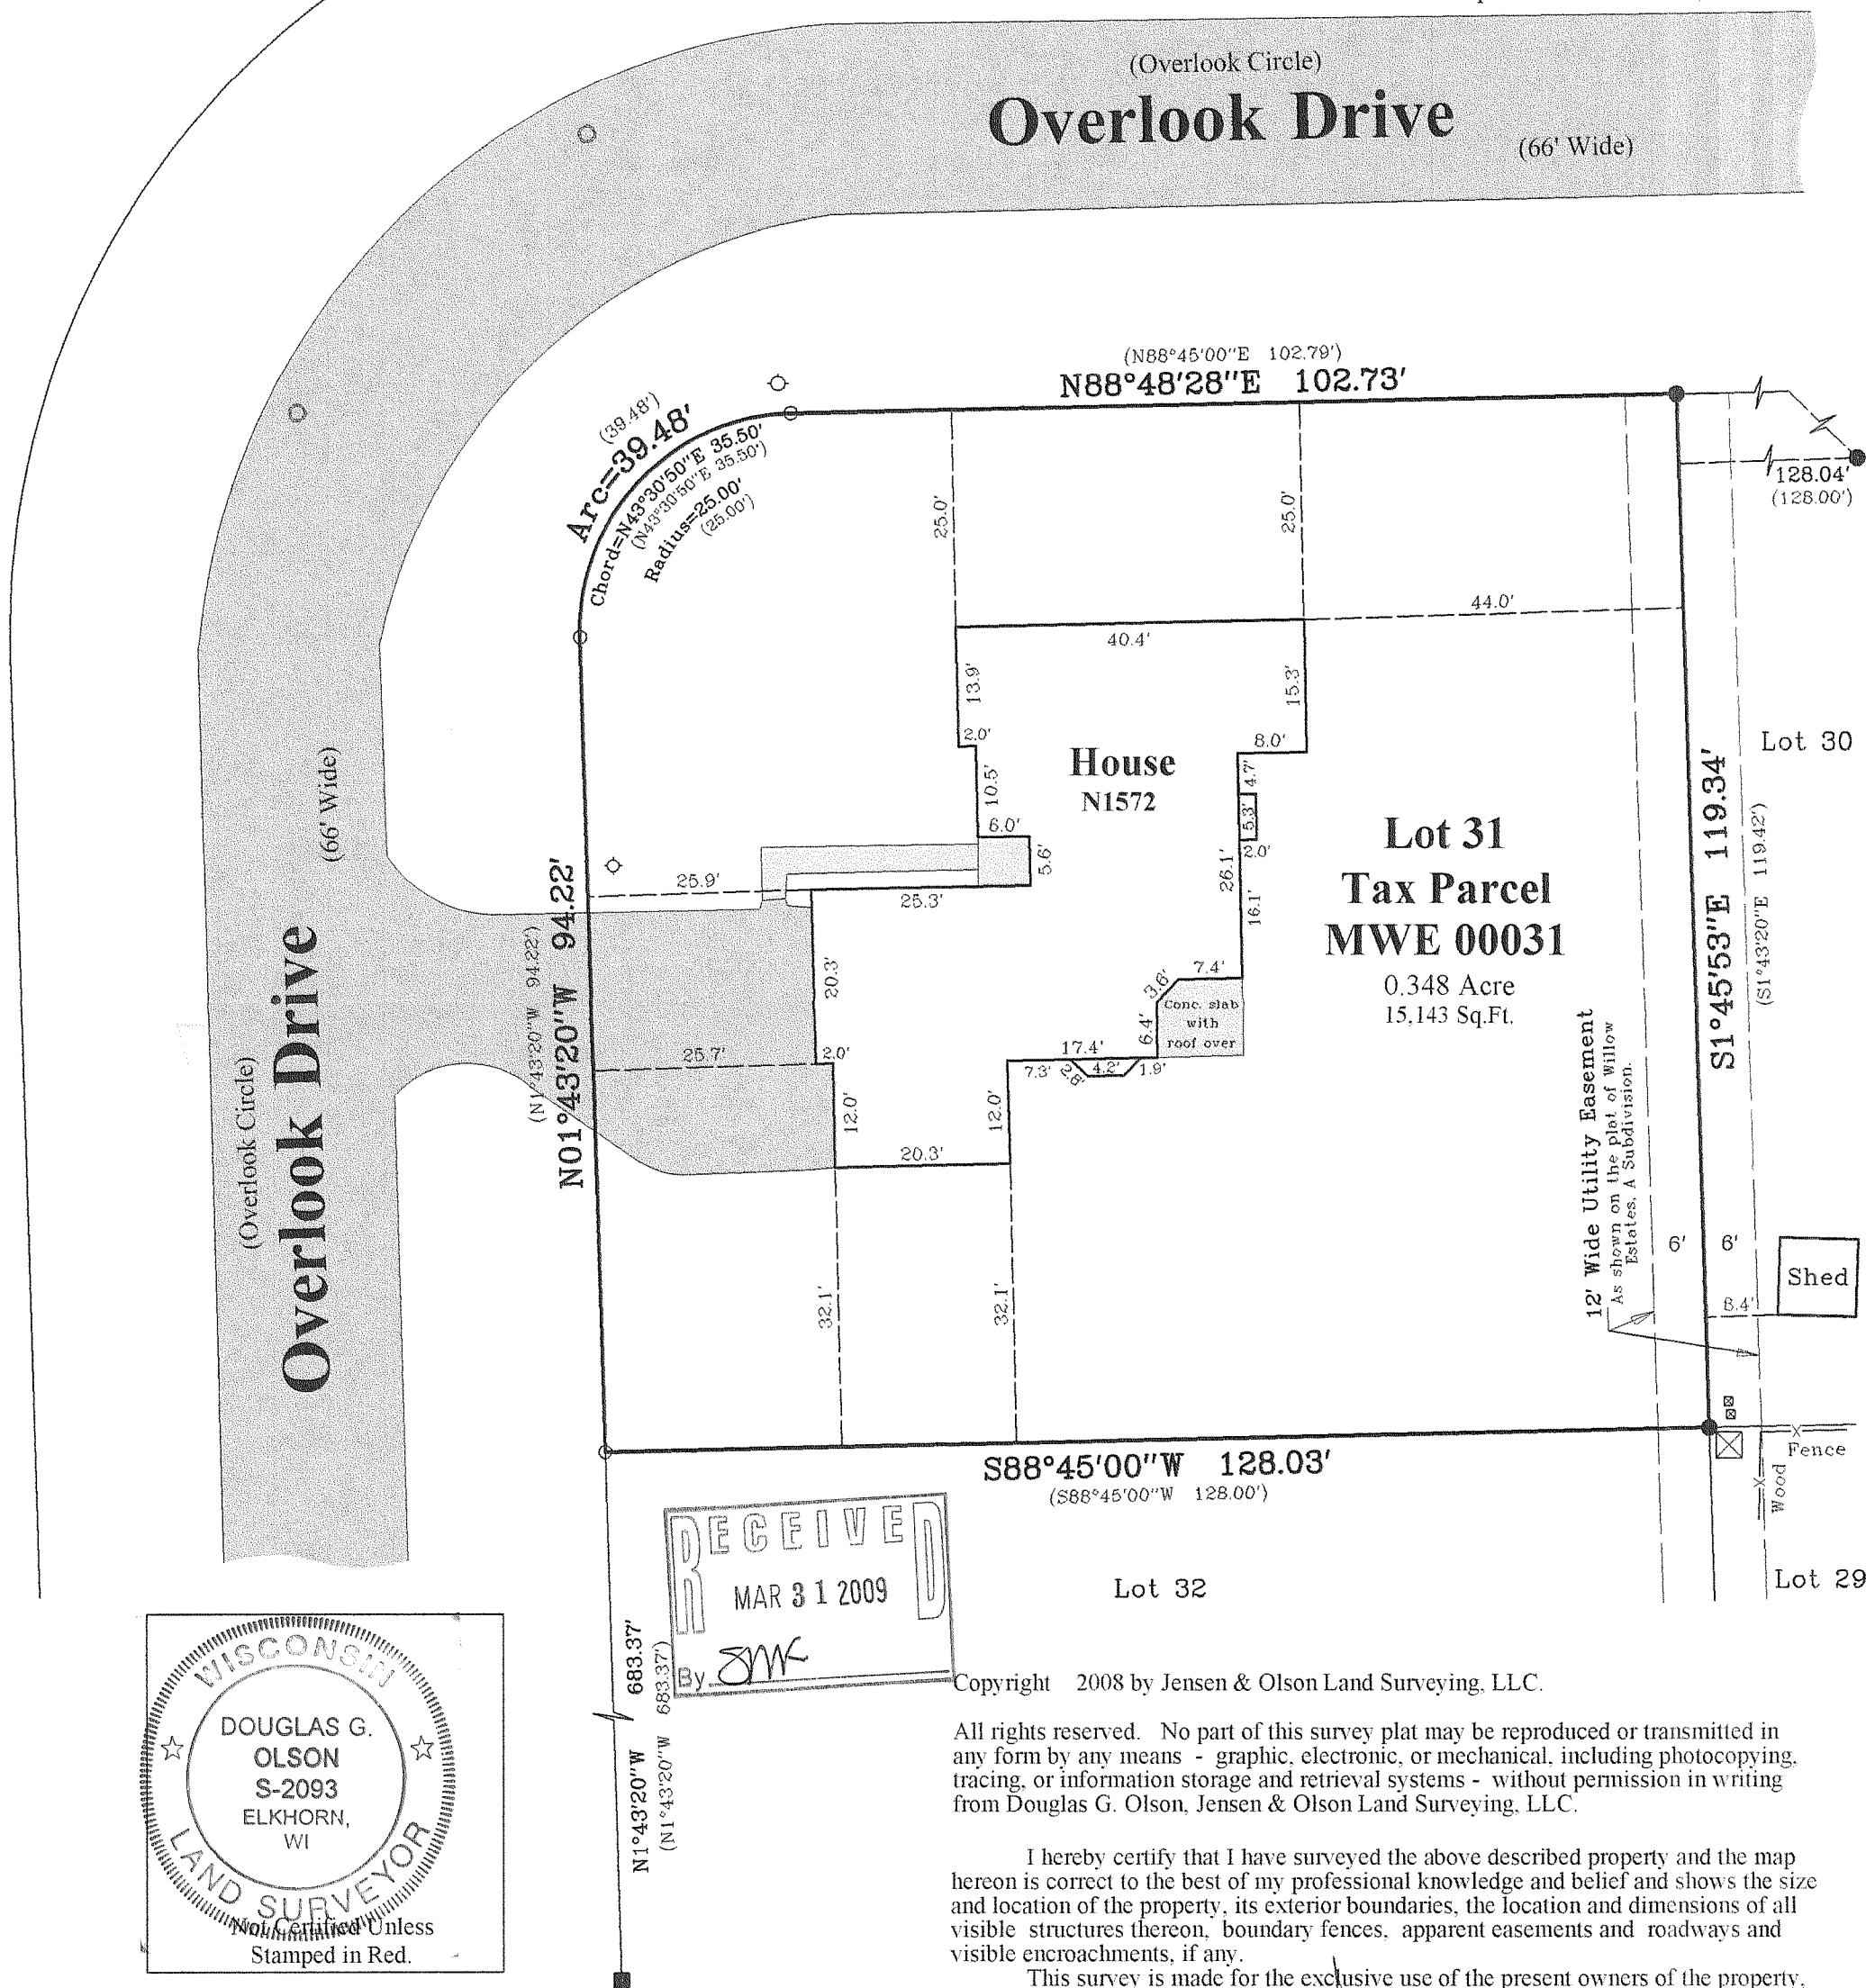 (Overlook Circle)
Overlook Drive
(66' Wide)
(N88°45'00"E 102.79')
N88°48'28"E 102.73'
(39.48')
Arc=39.48'
Chord=N43°30'50"E 35.50'
(N43°30'50"E 35.50')
Radius=25.00'
(25.00')
128.04'
(128.00')
25.0'
25.0'
44.0'
40.4'
13.9'
15.3'
2.0'
8.0'
House
N1572
10.5'
4.7'
5.3'
6.0'
2.0'
5.6'
26.1'
16.1'
25.9'
25.3'
Lot 30
Lot 31
Tax Parcel
MWE 00031
0.348 Acre
15,143 Sq.Ft.
S1°45'53"E 119.34'
(S1°43'20"E 119.42')
(66' Wide)
Overlook Drive
(Overlook Circle)
(N1°43'20"W 94.22')
N01°43'20"W 94.22'
20.3'
7.4'
3.6'
Conc. slab
with
roof over
6.4'
17.4'
25.7'
2.0'
7.3'
2.8'
4.2'
1.9'
12.0'
12.0'
20.3'
12' Wide Utility Easement
As shown on the plat of Willow
Estates, A Subdivision.
6'
6'
Shed
8.4'
32.1'
32.1'
S88°45'00"W 128.03'
(S88°45'00"W 128.00')
Fence
Wood
Lot 29
Lot 32
RECEIVED
MAR 31 2009
By SMK
N1°43'20"W 683.37'
(N1°43'20"W 683.37')
WISCONSIN
DOUGLAS G.
OLSON
S-2093
ELKHORN,
WI
LAND SURVEYOR
Not Certified Unless
Stamped in Red.
Copyright 2008 by Jensen & Olson Land Surveying, LLC.
All rights reserved. No part of this survey plat may be reproduced or transmitted in
any form by any means - graphic, electronic, or mechanical, including photocopying,
tracing, or information storage and retrieval systems - without permission in writing
from Douglas G. Olson, Jensen & Olson Land Surveying, LLC.
I hereby certify that I have surveyed the above described property and the map
hereon is correct to the best of my professional knowledge and belief and shows the size
and location of the property, its exterior boundaries, the location and dimensions of all
visible structures thereon, boundary fences, apparent easements and roadways and
visible encroachments, if any.
This survey is made for the exclusive use of the present owners of the property,